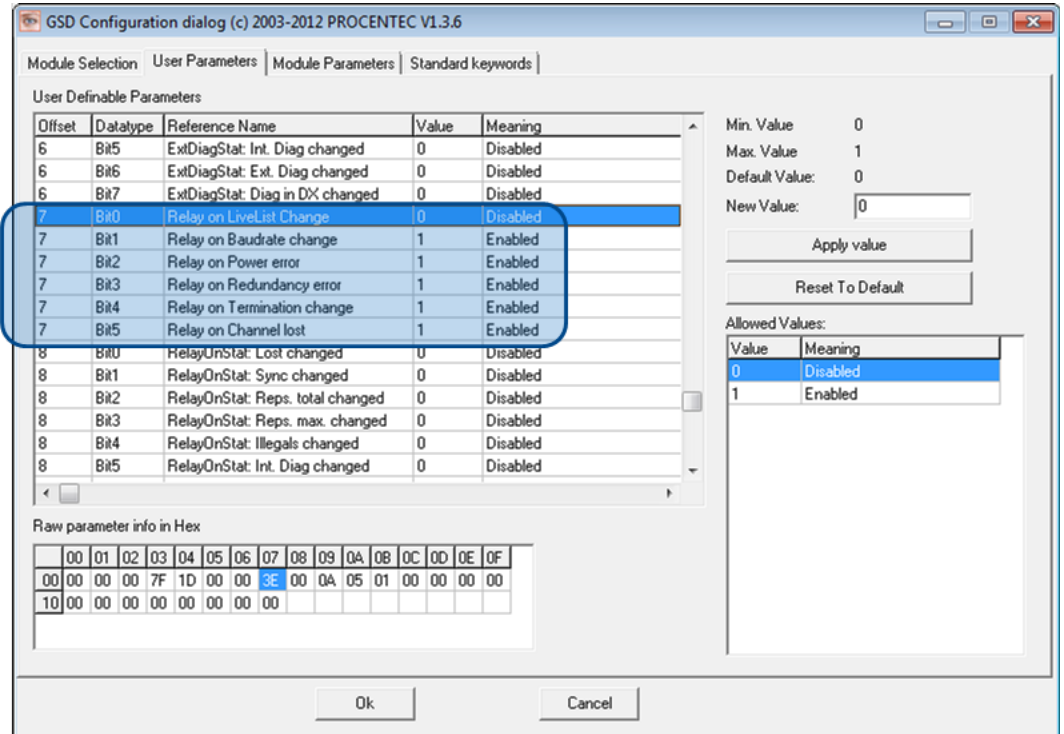 GSD Configuration dialog (c) 2003-2012 PROCENTEC V1.3.6
Module Selection User Parameters Module Parameters Standard keywords
User Definable Parameters
Offset Datatype Reference Name Value Meaning
6 Bit5 ExtDiagStat: Int. Diag changed 0 Disabled
6 Bit6 ExtDiagStat: Ext. Diag changed 0 Disabled
6 Bit7 ExtDiagStat: Diag in DX changed 0 Disabled
7 Bit0 Relay on LiveList Change 0 Disabled
7 Bit1 Relay on Baudrate change 1 Enabled
7 Bit2 Relay on Power error 1 Enabled
7 Bit3 Relay on Redundancy error 1 Enabled
7 Bit4 Relay on Termination change 1 Enabled
7 Bit5 Relay on Channel lost 1 Enabled
8 Bit0 RelayOnStat: Lost changed 0 Disabled
8 Bit1 RelayOnStat: Sync changed 0 Disabled
8 Bit2 RelayOnStat: Reps. total changed 0 Disabled
8 Bit3 RelayOnStat: Reps. max. changed 0 Disabled
8 Bit4 RelayOnStat: Illegals changed 0 Disabled
8 Bit5 RelayOnStat: Int. Diag changed 0 Disabled
Min. Value 0
Max. Value 1
Default Value: 0
New Value: 0
Apply value
Reset To Default
Allowed Values:
Value Meaning
0 Disabled
1 Enabled
Raw parameter info in Hex
00 01 02 03 04 05 06 07 08 09 0A 0B 0C 0D 0E 0F
00 00 00 00 7F 1D 00 00 3E 00 0A 05 01 00 00 00 00
10 00 00 00 00 00 00 00 00
Ok Cancel